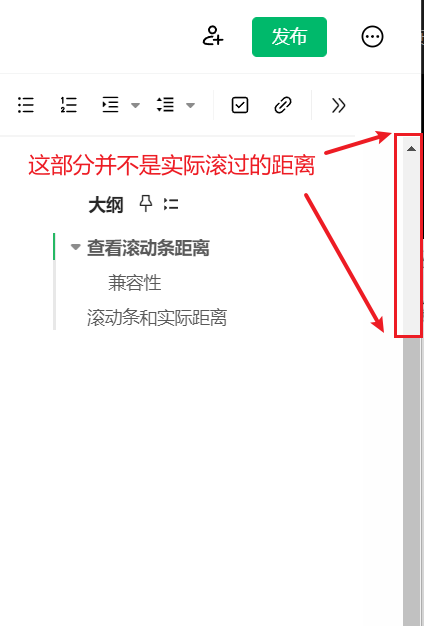 发布
这部分并不是实际滚过的距离
大纲
查看滚动条距离
兼容性
滚动条和实际距离